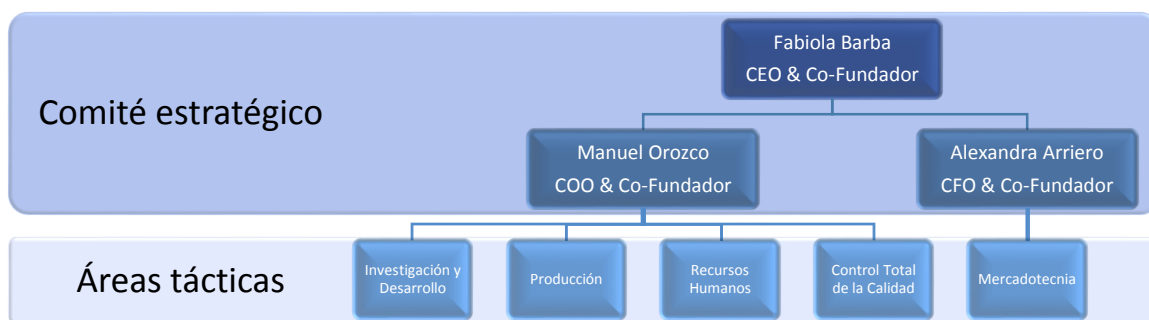 Fabiola Barba
CEO & Co-Fundador
Comité estratégico
Manuel Orozco
COO & Co-Fundador
Alexandra Arriero
CFO & Co-Fundador
Áreas tácticas
Investigación y
Desarrollo
Producción
Recursos
Humanos
Control Total
de la Calidad
Mercadotecnia